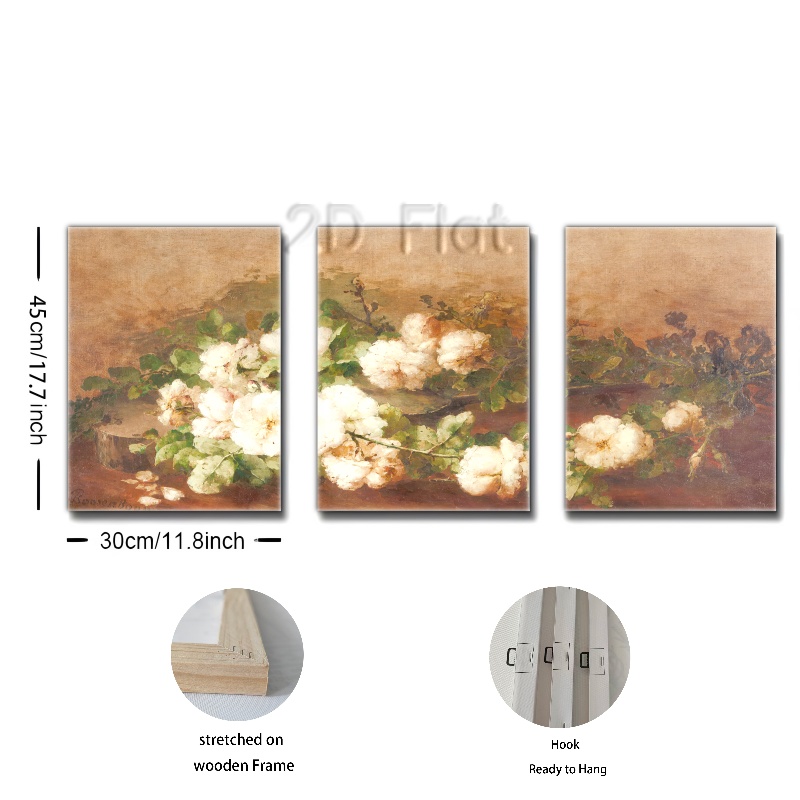 2D Flat
45cm/17.7inch
30cm/11.8inch
stretched on
wooden Frame
Hook
Ready to Hang